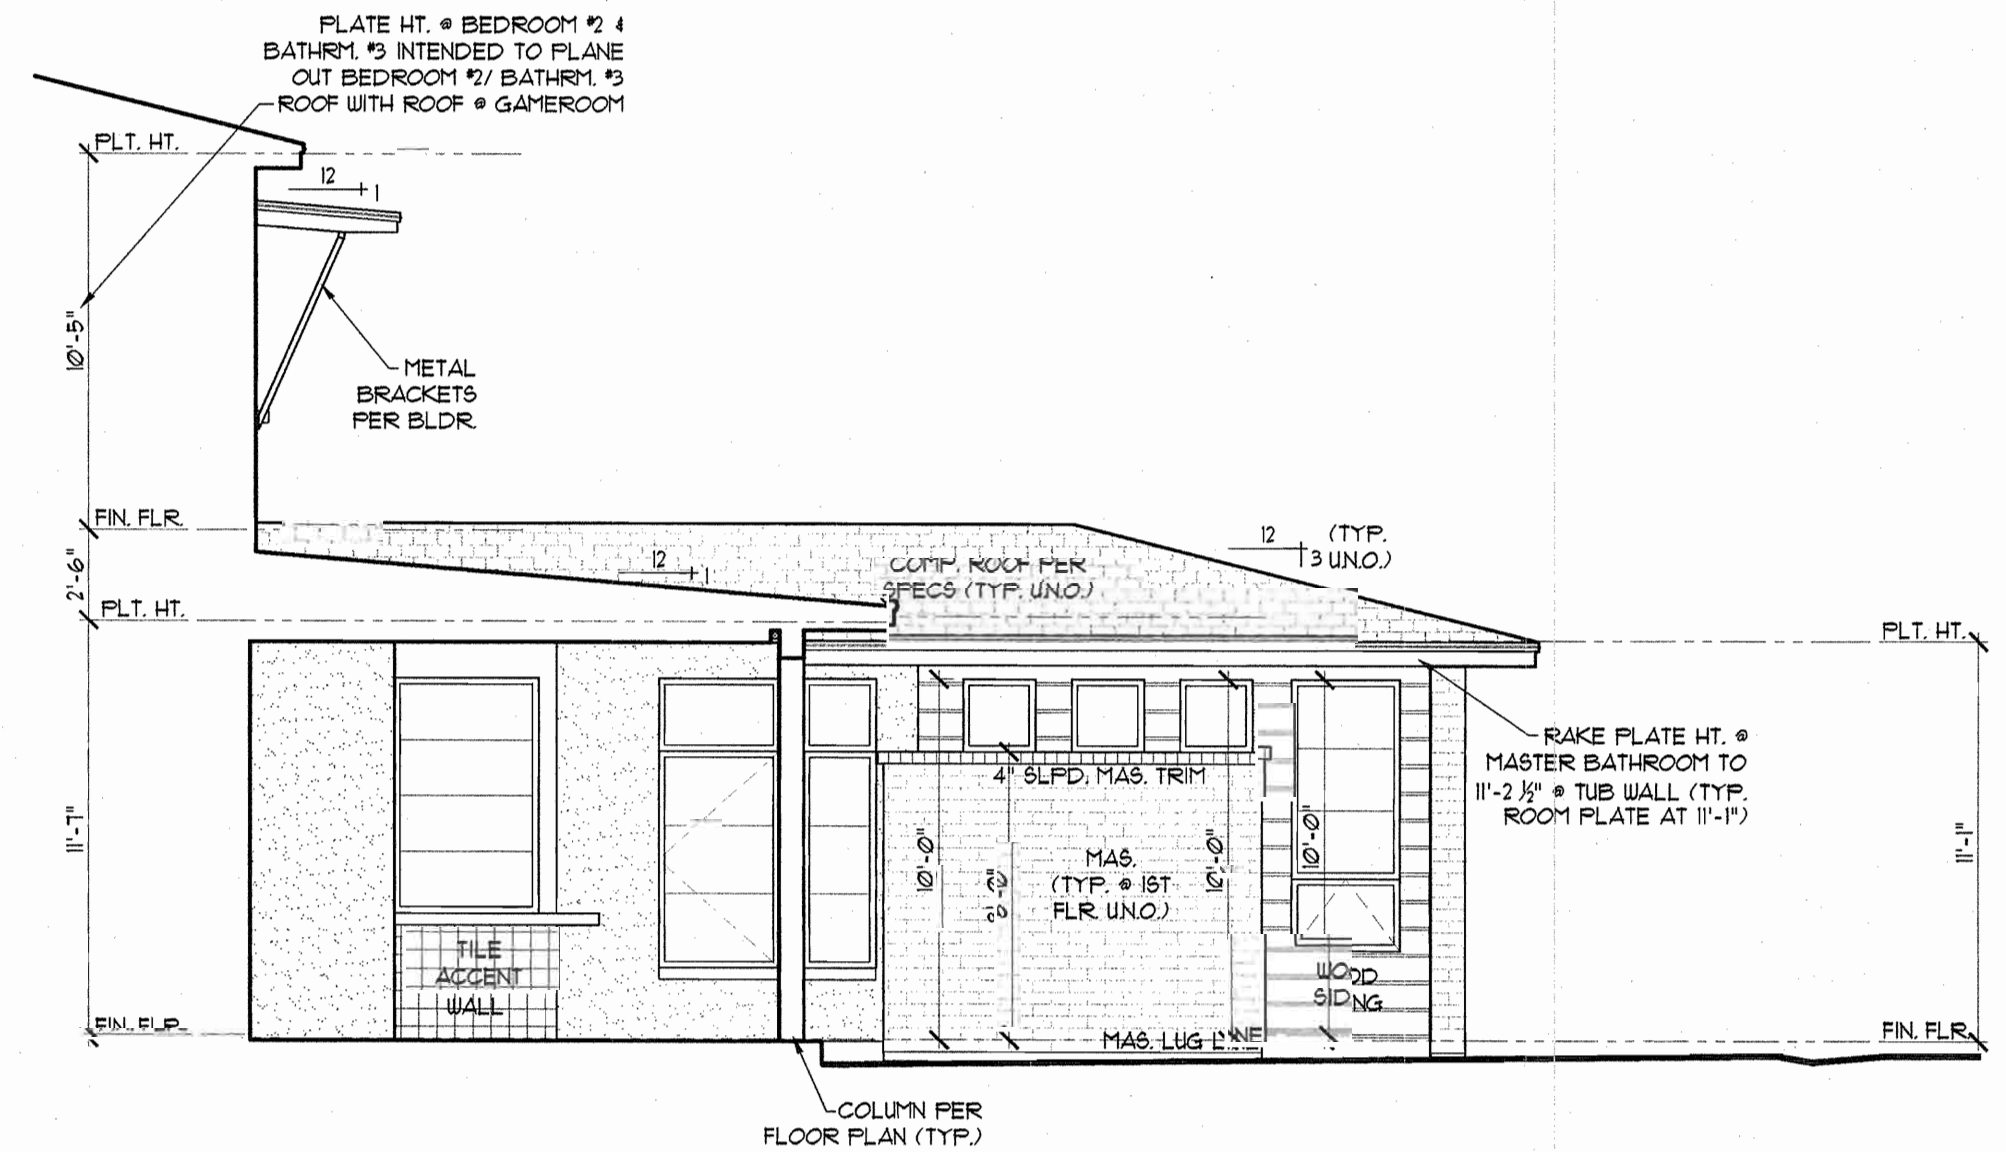 PLATE HT. @ BEDROOM #2 &
BATHRM. #3 INTENDED TO PLANE
OUT BEDROOM #2/ BATHRM. #3
ROOF WITH ROOF @ GAMEROOM
PLT. HT.
12
1
10'-5"
METAL
BRACKETS
PER BLDR.
FIN. FLR.
2'-6"
12
1
COMP. ROOF PER
SPECS (TYP. U.N.O.)
12
3
(TYP.
U.N.O.)
PLT. HT.
PLT. HT.
4" SLPD. MAS. TRIM
RAKE PLATE HT. @
MASTER BATHROOM TO
11'-2 ½" @ TUB WALL (TYP.
ROOM PLATE AT 11'-1")
11'-1"
10'-0"
10'-0"
10'-0"
11'-1"
MAS.
(TYP. @ 1ST
FLR. U.N.O.)
TILE
ACCENT
WALL
WOOD
SIDING
FIN. FLR.
MAS. LUG LINE
FIN. FLR.
COLUMN PER
FLOOR PLAN (TYP.)